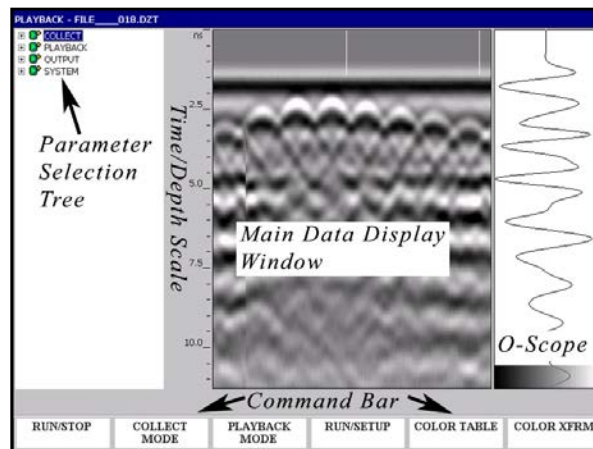 PLAYBACK - FILE____018.DZT
COLLECT
PLAYBACK
OUTPUT
SYSTEM
Parameter
Selection
Tree
Time/Depth Scale
ns
2.5
5.0
7.5
10.0
Main Data Display
Window
O-Scope
Command Bar
RUN/STOP
COLLECT
MODE
PLAYBACK
MODE
RUN/SETUP
COLOR TABLE
COLOR XFRM